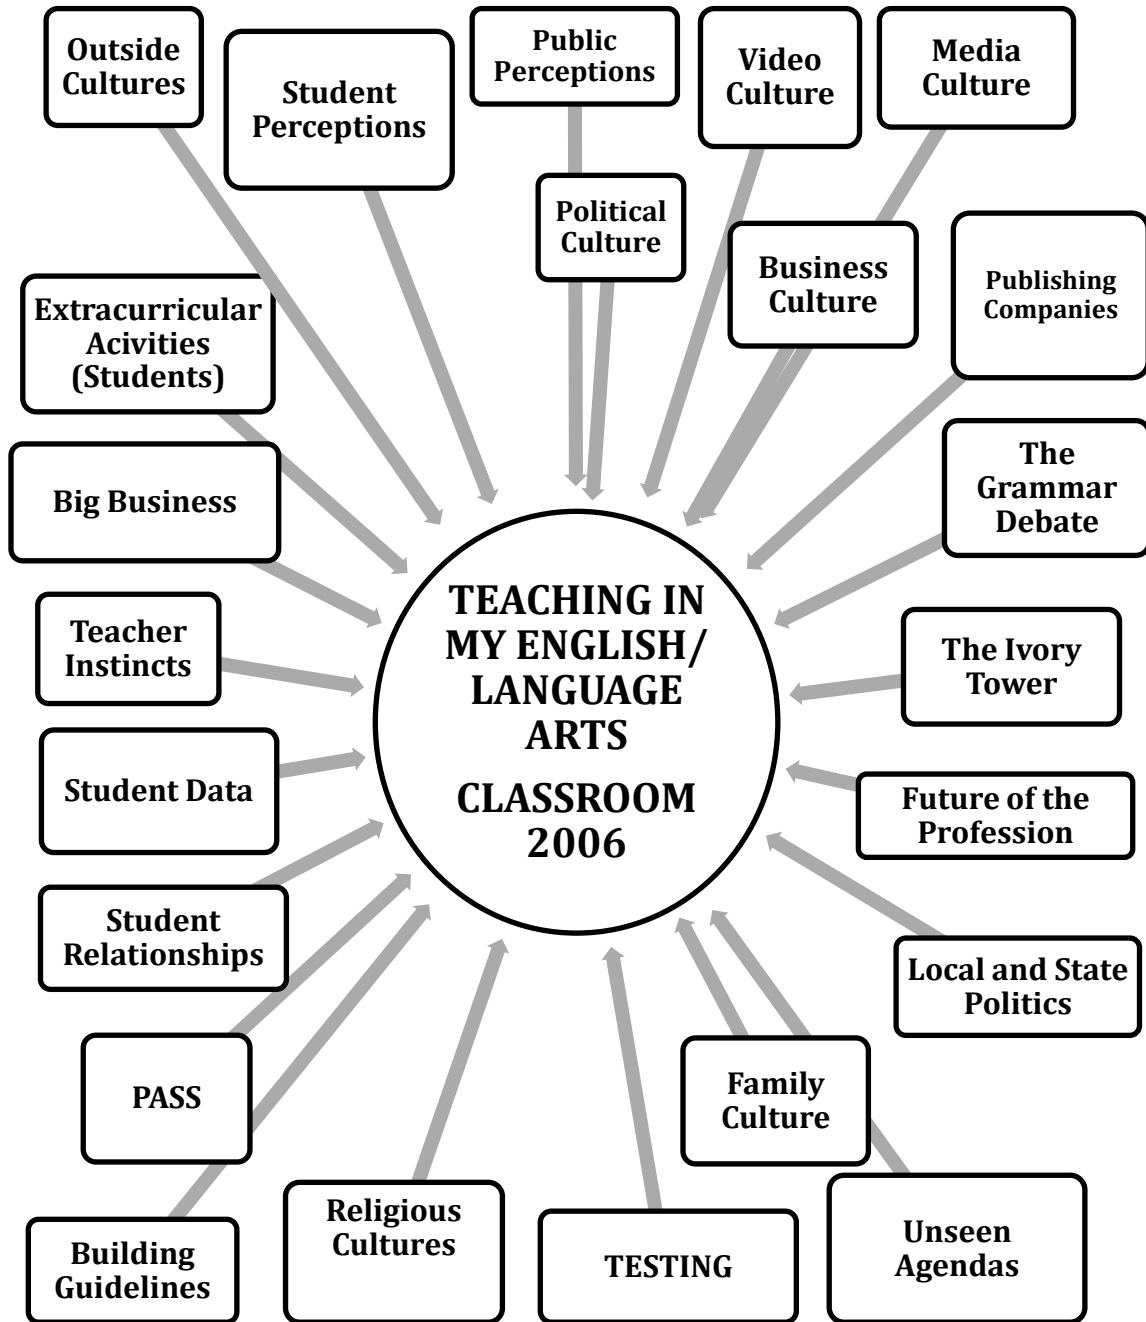 Outside
Cultures
Student
Perceptions
Public
Perceptions
Video
Culture
Media
Culture
Political
Culture
Business
Culture
Publishing
Companies
Extracurricular
Acivities
(Students)
Big Business
The
Grammar
Debate
Teacher
Instincts
TEACHING IN
MY ENGLISH/
LANGUAGE
ARTS
CLASSROOM
2006
The Ivory
Tower
Student Data
Future of the
Profession
Student
Relationships
Local and State
Politics
PASS
Family
Culture
Building
Guidelines
Religious
Cultures
TESTING
Unseen
Agendas